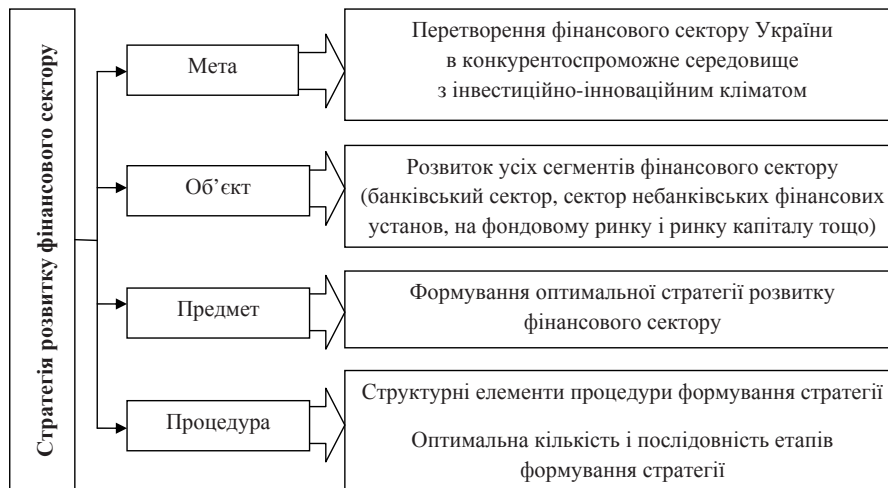 Стратегія розвитку фінансового сектору
Мета
Перетворення фінансового сектору України
в конкурентоспроможне середовище
з інвестиційно-інноваційним кліматом
Об’єкт
Розвиток усіх сегментів фінансового сектору
(банківський сектор, сектор небанківських фінансових
установ, на фондовому ринку і ринку капіталу тощо)
Предмет
Формування оптимальної стратегії розвитку
фінансового сектору
Процедура
Структурні елементи процедури формування стратегії
Оптимальна кількість і послідовність етапів
формування стратегії